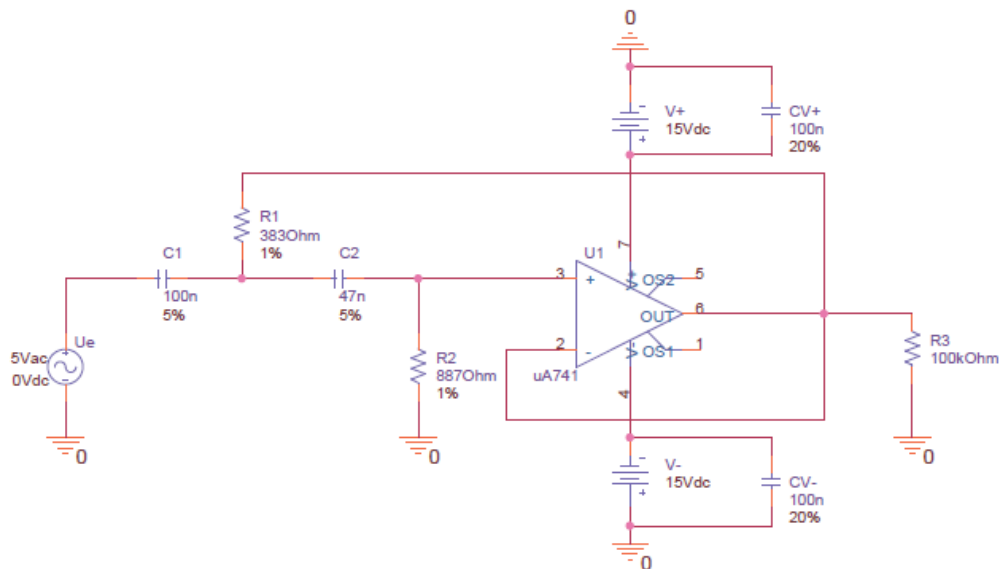 0
V+
15Vdc
CV+
100n
20%
R1
383Ohm
1%
C1
100n
5%
C2
47n
5%
U1
7
3
+
V+
OS2
5
OUT
6
2
-
V-
OS1
1
uA741
4
Ue
5Vac
0Vdc
+
-
0
R2
887Ohm
1%
0
R3
100kOhm
0
V-
15Vdc
CV-
100n
20%
0